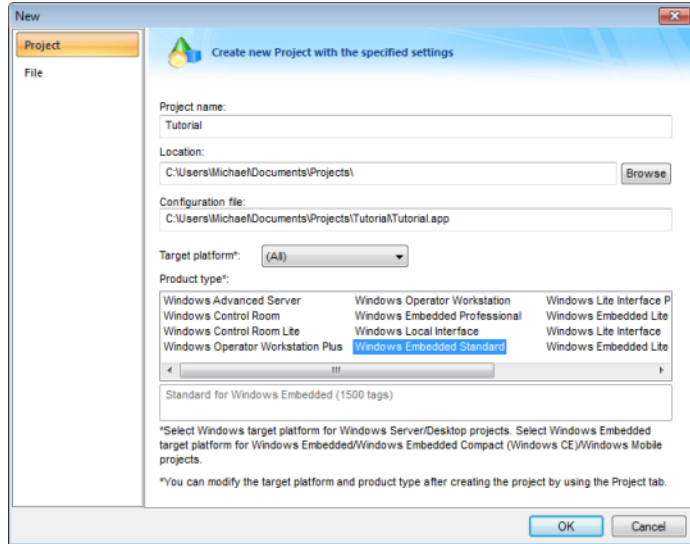 New
Project
File
Create new Project with the specified settings
Project name:
Tutorial
Location:
C:\Users\Michael\Documents\Projects\
Browse
Configuration file:
C:\Users\Michael\Documents\Projects\Tutorial\Tutorial.app
Target platform*:
(All)
Product type*:
Windows Advanced Server Windows Operator Workstation Windows Lite Interface P
Windows Control Room Windows Embedded Professional Windows Embedded Lite
Windows Control Room Lite Windows Local Interface Windows Lite Interface
Windows Operator Workstation Plus Windows Embedded Standard Windows Embedded Lite
Standard for Windows Embedded (1500 tags)
*Select Windows target platform for Windows Server/Desktop projects. Select Windows Embedded
target platform for Windows Embedded/Windows Embedded Compact (Windows CE)/Windows Mobile
projects.
*You can modify the target platform and product type after creating the project by using the Project tab.
OK
Cancel